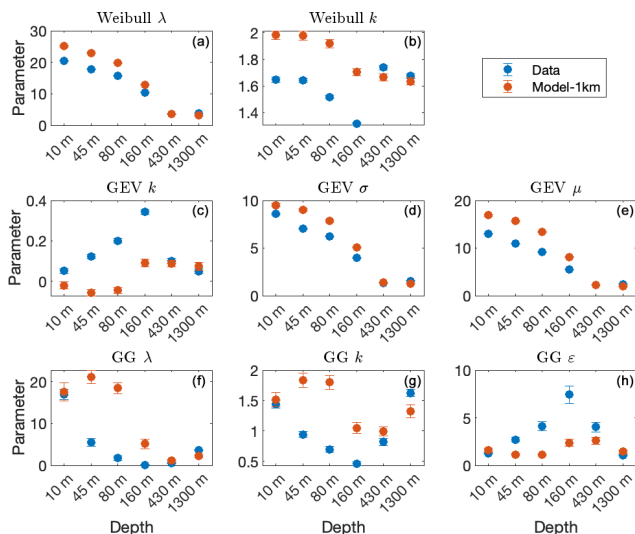 Weibull λ
Weibull k
(a)
(b)
Data
Model-1km
Parameter
30
20
10
0
2
1.8
1.6
1.4
10 m
45 m
80 m
160 m
430 m
1300 m
10 m
45 m
80 m
160 m
430 m
1300 m
GEV k
GEV σ
GEV μ
(c)
(d)
(e)
Parameter
0.4
0.2
0
10
5
0
20
10
0
10 m
45 m
80 m
160 m
430 m
1300 m
10 m
45 m
80 m
160 m
430 m
1300 m
10 m
45 m
80 m
160 m
430 m
1300 m
GG λ
GG k
GG ε
(f)
(g)
(h)
Parameter
20
10
0
2
1.5
1
0.5
10
5
0
10 m
45 m
80 m
160 m
430 m
1300 m
10 m
45 m
80 m
160 m
430 m
1300 m
10 m
45 m
80 m
160 m
430 m
1300 m
Depth
Depth
Depth